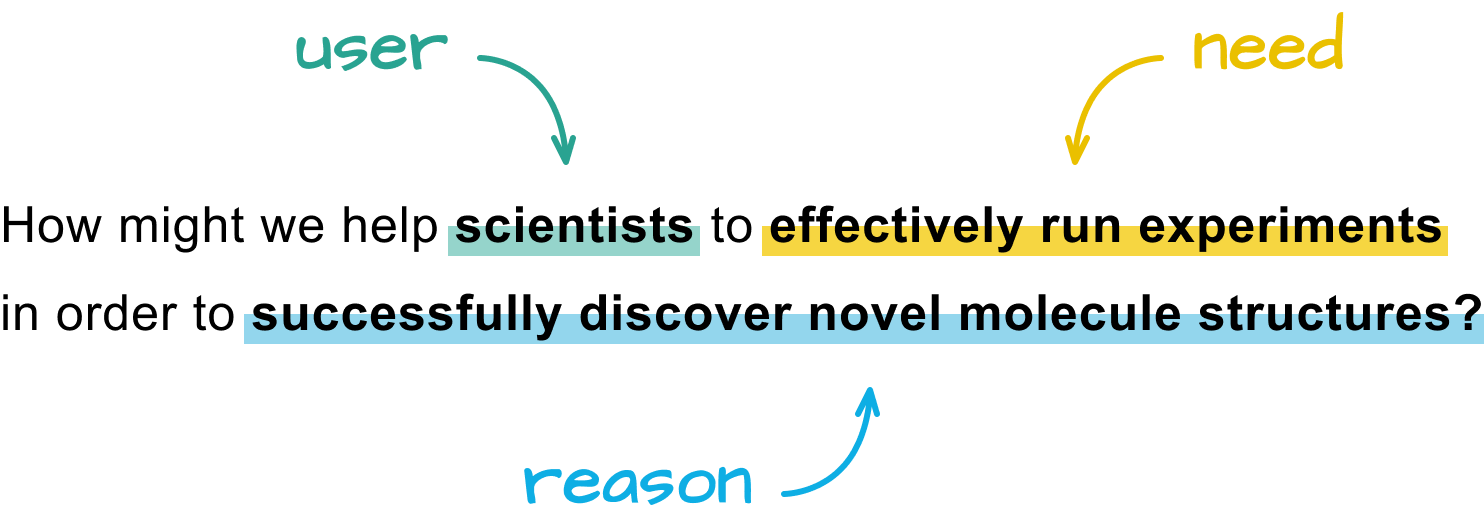 user need
How might we help scientists to effectively run experiments
in order to successfully discover novel molecule structures?
reason